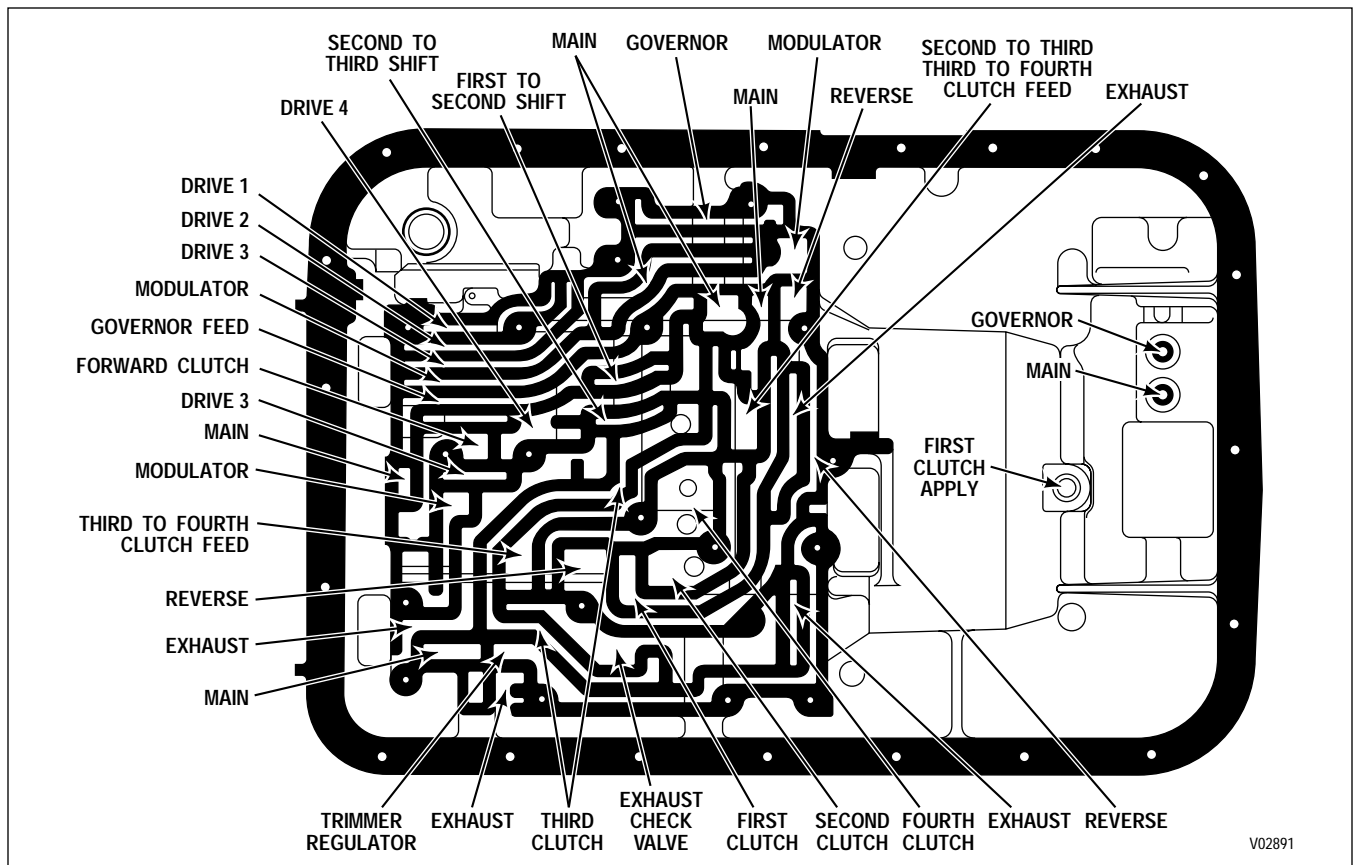 SECOND TO
THIRD SHIFT
MAIN
GOVERNOR
MODULATOR
SECOND TO THIRD
THIRD TO FOURTH
CLUTCH FEED
FIRST TO
SECOND SHIFT
MAIN
REVERSE
EXHAUST
DRIVE 4
DRIVE 1
DRIVE 2
DRIVE 3
MODULATOR
GOVERNOR FEED
FORWARD CLUTCH
DRIVE 3
MAIN
MODULATOR
THIRD TO FOURTH
CLUTCH FEED
REVERSE
EXHAUST
MAIN
GOVERNOR
MAIN
FIRST
CLUTCH
APPLY
TRIMMER
REGULATOR
EXHAUST
THIRD
CLUTCH
EXHAUST
CHECK
VALVE
FIRST
CLUTCH
SECOND
CLUTCH
FOURTH
CLUTCH
EXHAUST
REVERSE
V02891